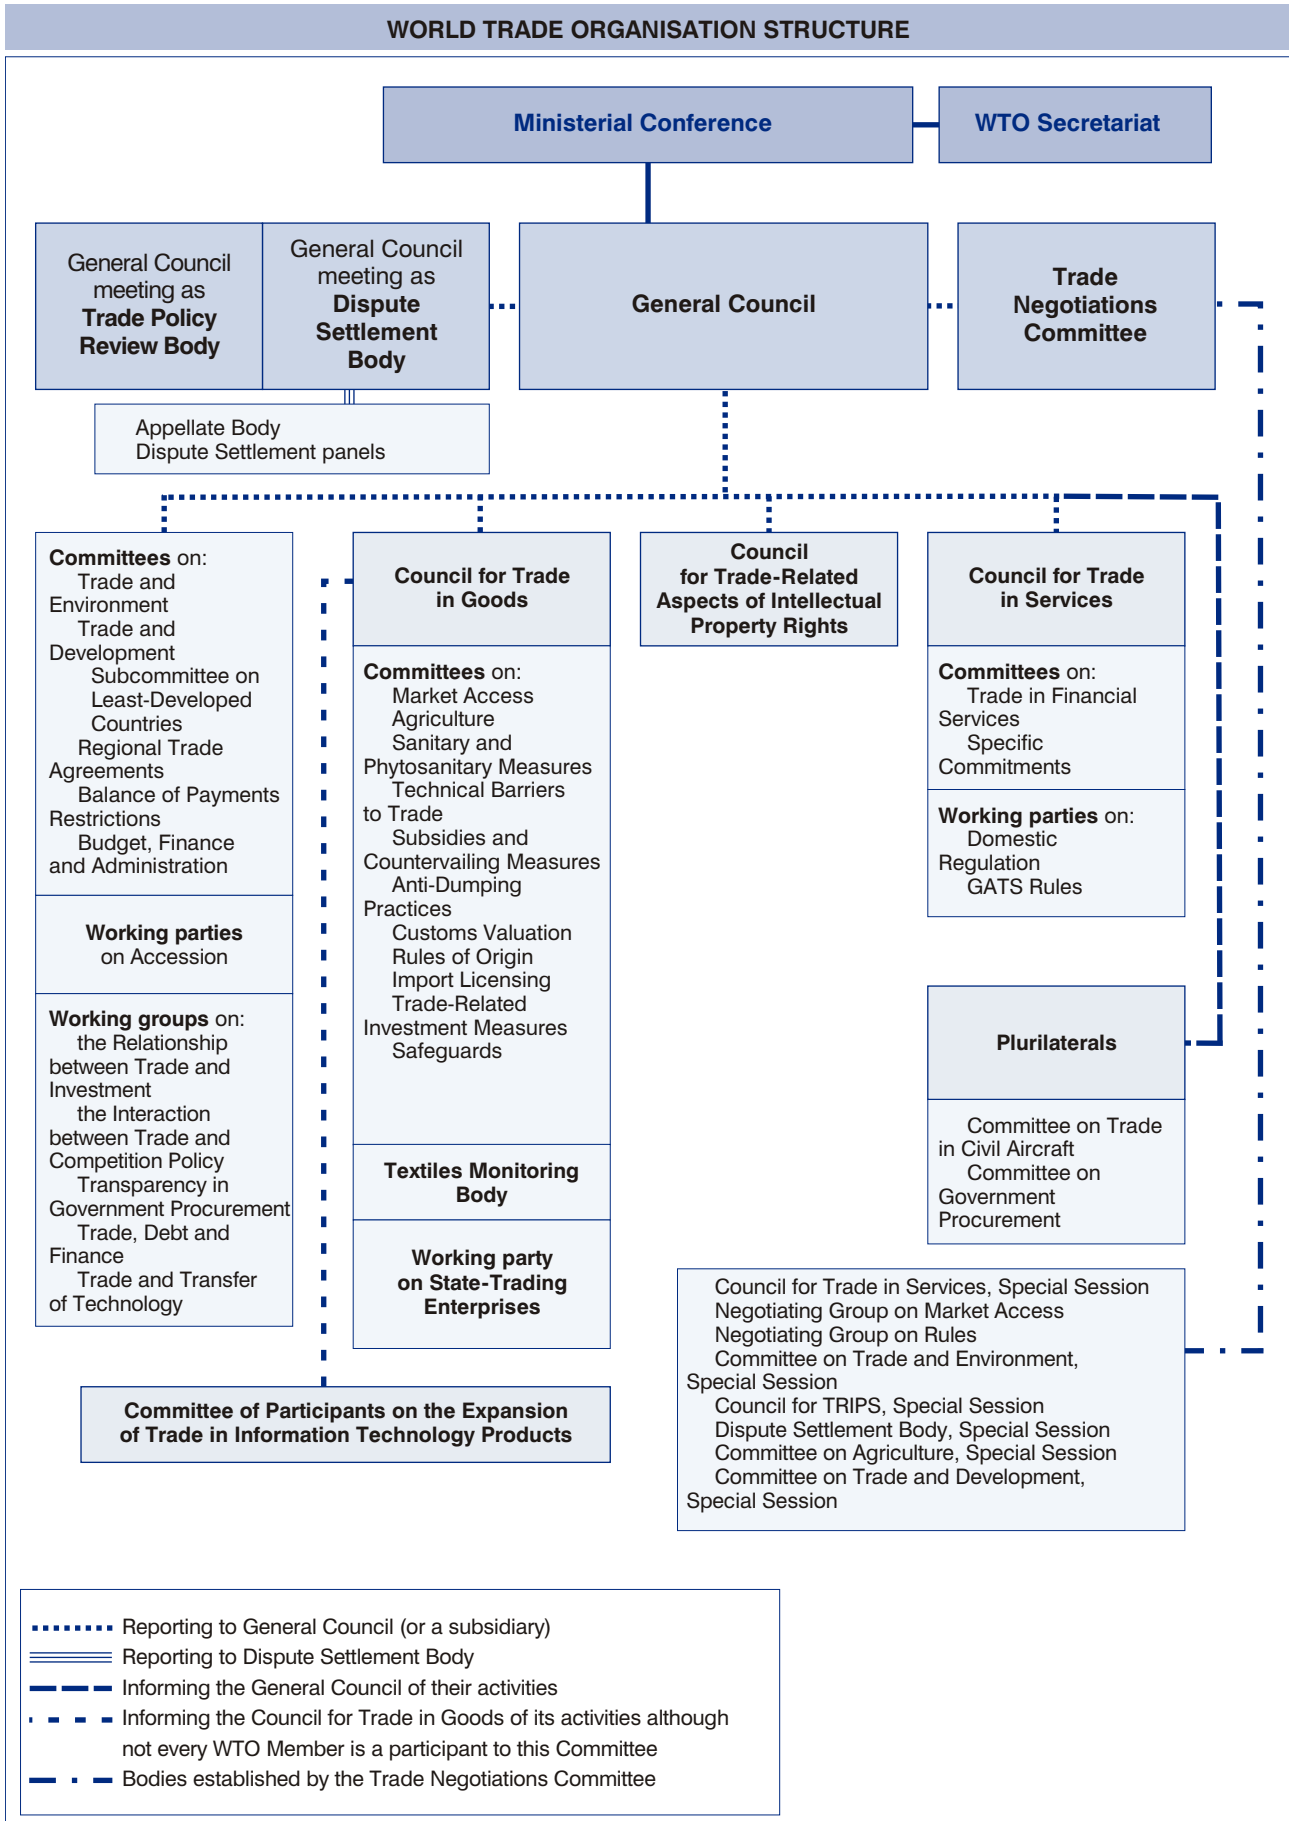 WORLD TRADE ORGANISATION STRUCTURE
Ministerial Conference
WTO Secretariat
General Council
meeting as
Trade Policy
Review Body
General Council
meeting as
Dispute
Settlement
Body
General Council
Trade
Negotiations
Committee
Appellate Body
Dispute Settlement panels
Committees on:
Trade and
Environment
Trade and
Development
Subcommittee on
Least-Developed
Countries
Regional Trade
Agreements
Balance of Payments
Restrictions
Budget, Finance
and Administration
Working parties
on Accession
Working groups on:
the Relationship
between Trade and
Investment
the Interaction
between Trade and
Competition Policy
Transparency in
Government Procurement
Trade, Debt and
Finance
Trade and Transfer
of Technology
Council for Trade
in Goods
Committees on:
Market Access
Agriculture
Sanitary and
Phytosanitary Measures
Technical Barriers
to Trade
Subsidies and
Countervailing Measures
Anti-Dumping
Practices
Customs Valuation
Rules of Origin
Import Licensing
Trade-Related
Investment Measures
Safeguards
Textiles Monitoring
Body
Working party
on State-Trading
Enterprises
Committee of Participants on the Expansion
of Trade in Information Technology Products
Council
for Trade-Related
Aspects of Intellectual
Property Rights
Council for Trade
in Services
Committees on:
Trade in Financial
Services
Specific
Commitments
Working parties on:
Domestic
Regulation
GATS Rules
Plurilaterals
Committee on Trade
in Civil Aircraft
Committee on
Government
Procurement
Council for Trade in Services, Special Session
Negotiating Group on Market Access
Negotiating Group on Rules
Committee on Trade and Environment,
Special Session
Council for TRIPS, Special Session
Dispute Settlement Body, Special Session
Committee on Agriculture, Special Session
Committee on Trade and Development,
Special Session
Reporting to General Council (or a subsidiary)
Reporting to Dispute Settlement Body
Informing the General Council of their activities
Informing the Council for Trade in Goods of its activities although
not every WTO Member is a participant to this Committee
Bodies established by the Trade Negotiations Committee